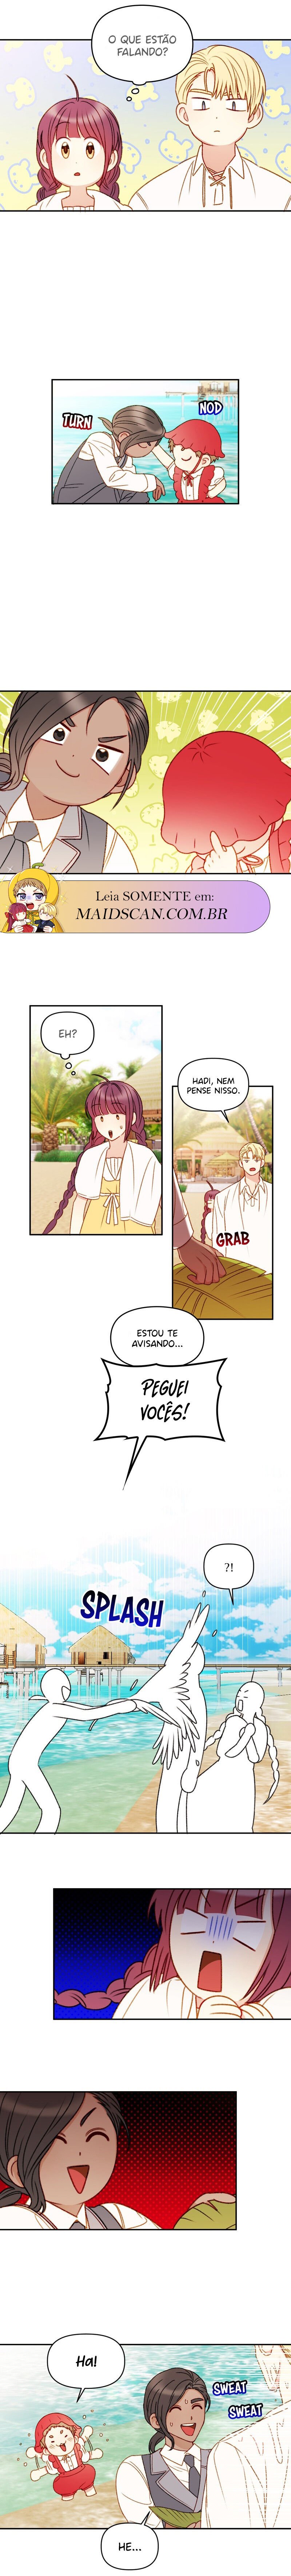 O QUE ESTÃO
FALANDO?
TURN
NOD
Leia SOMENTE em:
MAIDSCAN.COM.BR
EH?
HADI, NEM
PENSE NISSO.
GRAB
ESTOU TE
AVISANDO...
PEGUEI
VOCÊS!
?!
SPLASH
Ha!
SWEAT
SWEAT
HE...